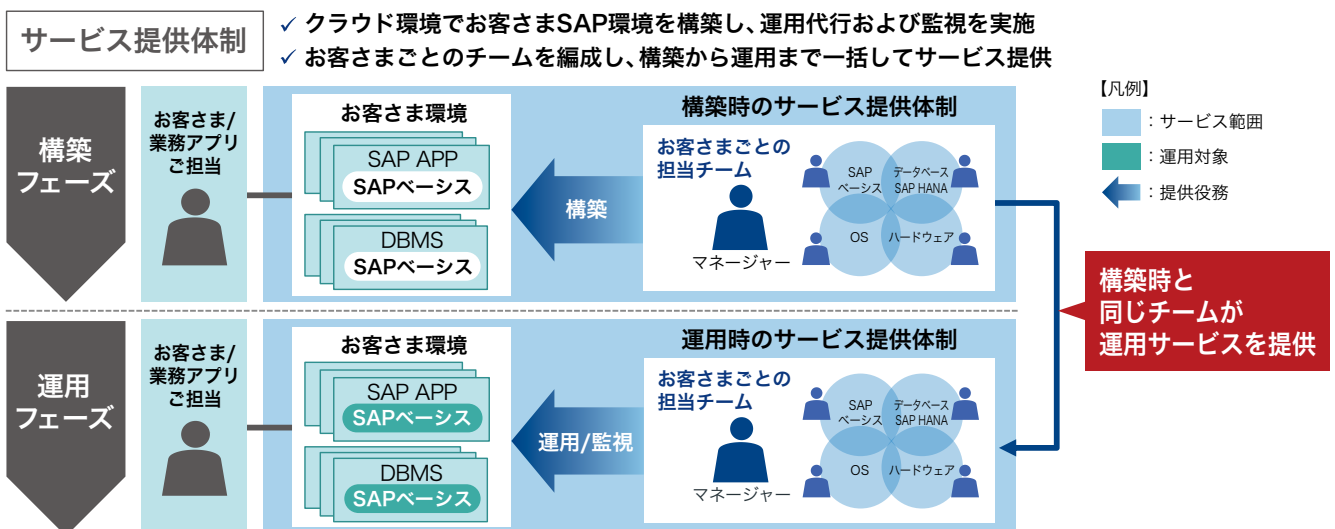 サービス提供体制
✓ クラウド環境でお客さまSAP環境を構築し、運用代行および監視を実施
✓ お客さまごとのチームを編成し、構築から運用まで一括してサービス提供
構築
フェーズ
お客さま/
業務アプリ
ご担当
お客さま環境
SAP APP
SAPベーシス
DBMS
SAPベーシス
構築
構築時のサービス提供体制
お客さまごとの
担当チーム
マネージャー
SAP
ベーシス
データベース
SAP HANA
OS
ハードウェア
【凡例】
：サービス範囲
：運用対象
：提供役務
構築時と
同じチームが
運用サービスを提供
運用
フェーズ
お客さま/
業務アプリ
ご担当
お客さま環境
SAP APP
SAPベーシス
DBMS
SAPベーシス
運用/監視
運用時のサービス提供体制
お客さまごとの
担当チーム
マネージャー
SAP
ベーシス
データベース
SAP HANA
OS
ハードウェア